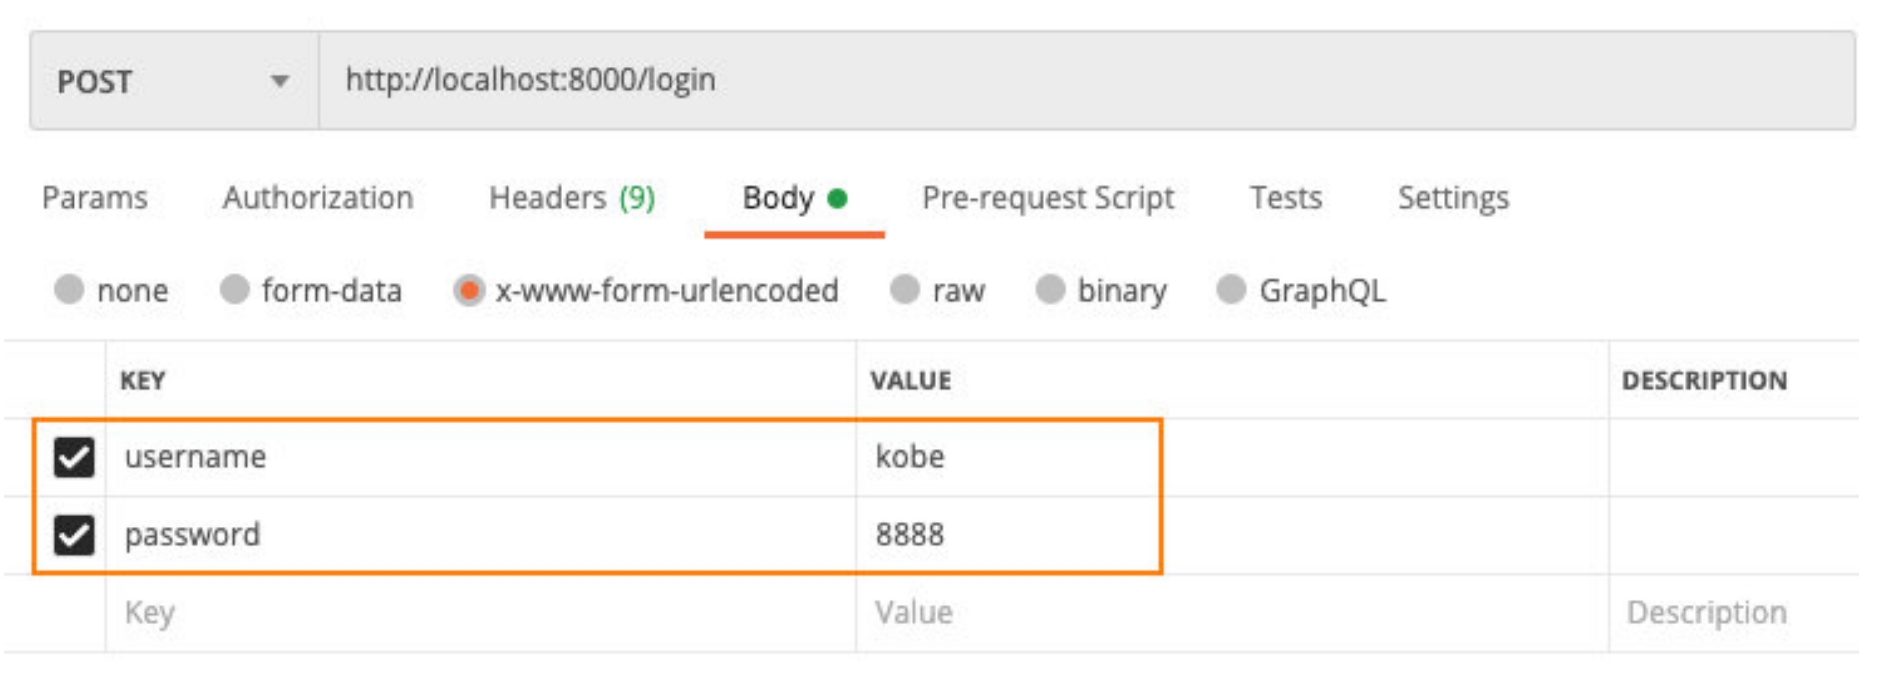 POST http://localhost:8000/login
Params Authorization Headers (9) Body Pre-request Script Tests Settings
none form-data x-www-form-urlencoded raw binary GraphQL
KEY VALUE DESCRIPTION
username kobe
password 8888
Key Value Description